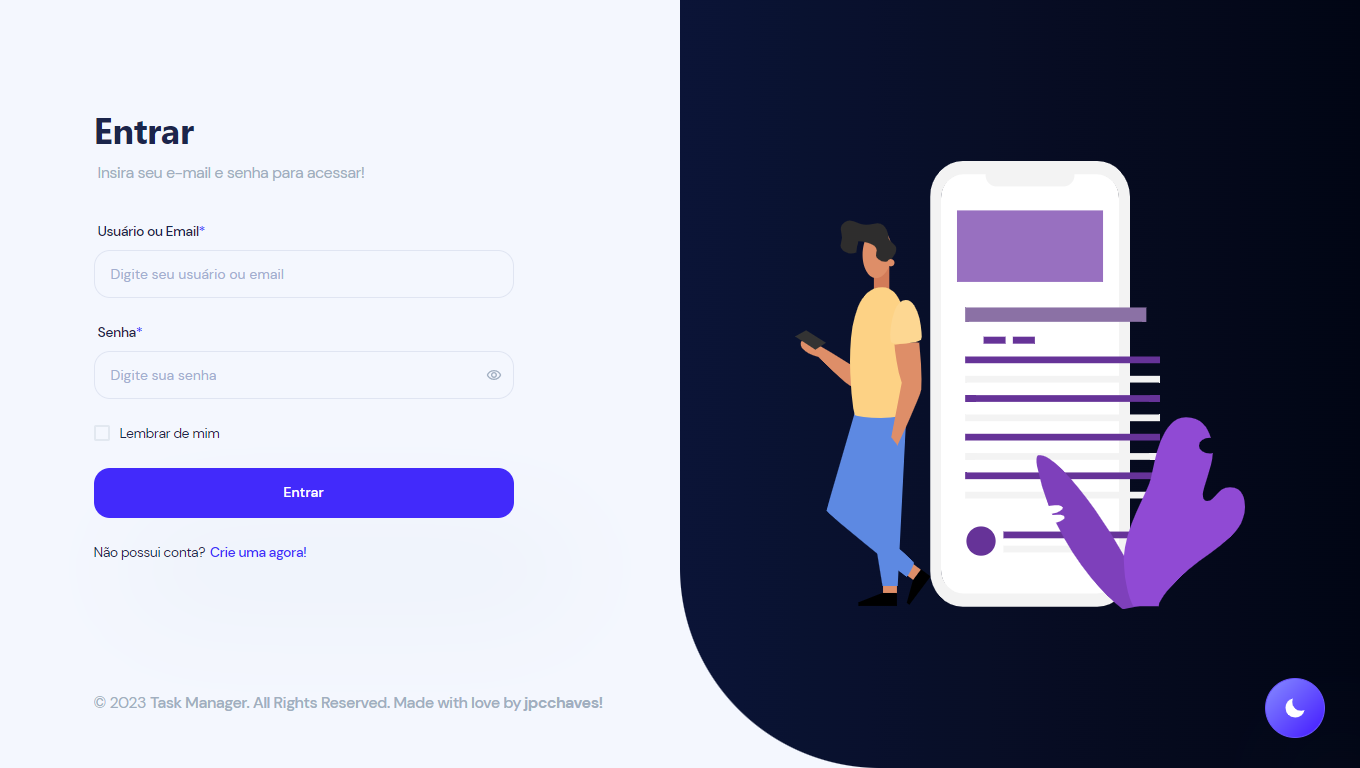 Entrar
Insira seu e-mail e senha para acessar!
Usuário ou Email*
Digite seu usuário ou email
Senha*
Digite sua senha
Lembrar de mim
Entrar
Não possui conta? Crie uma agora!
© 2023 Task Manager. All Rights Reserved. Made with love by jpcchaves!